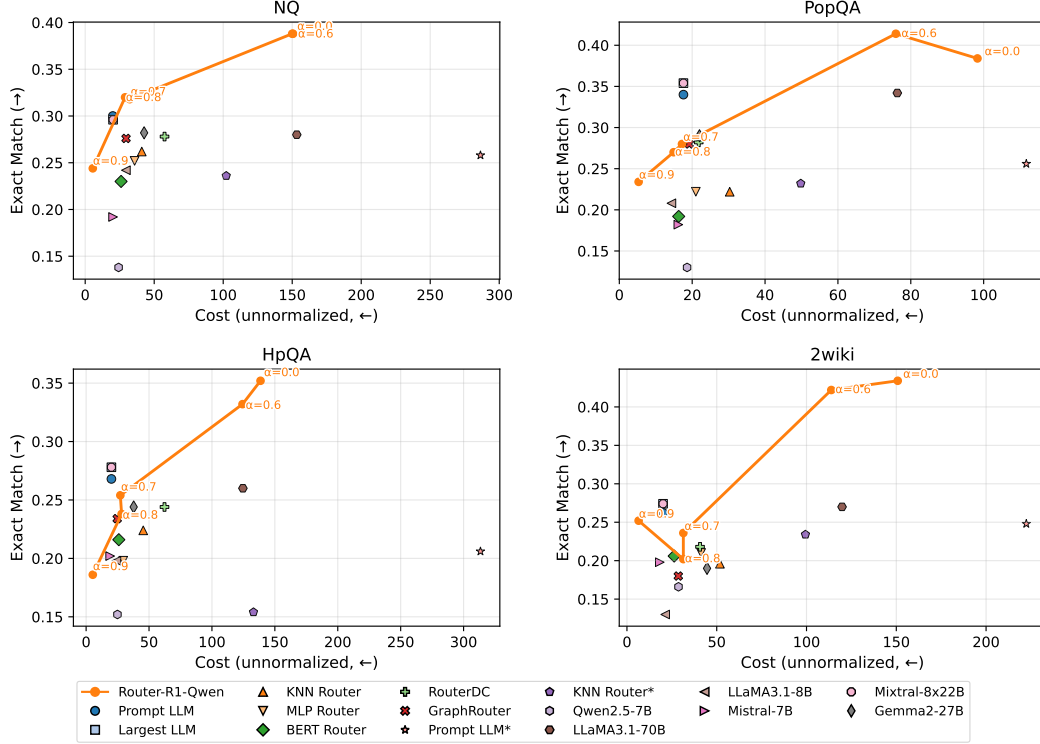 NQ
PopQA
0.40
0.35
0.30
0.25
0.20
0.15
Exact Match (→)
α=0.0
α=0.6
α=0.7
α=0.8
α=0.9
0 50 100 150 200 250 300
Cost (unnormalized, ←)
0.40
0.35
0.30
0.25
0.20
0.15
Exact Match (→)
α=0.6
α=0.0
α=0.7
α=0.8
α=0.9
0 20 40 60 80 100
Cost (unnormalized, ←)
HpQA
2wiki
0.35
0.30
0.25
0.20
0.15
Exact Match (→)
α=0.0
α=0.6
α=0.7
α=0.8
α=0.9
0 50 100 150 200 250 300
Cost (unnormalized, ←)
0.40
0.35
0.30
0.25
0.20
0.15
Exact Match (→)
α=0.0
α=0.6
α=0.9
α=0.7
α=0.8
0 50 100 150 200
Cost (unnormalized, ←)
Router-R1-Qwen
Prompt LLM
Largest LLM
KNN Router
MLP Router
BERT Router
RouterDC
GraphRouter
Prompt LLM*
KNN Router*
Qwen2.5-7B
LLaMA3.1-70B
LLaMA3.1-8B
Mistral-7B
Mixtral-8x22B
Gemma2-27B